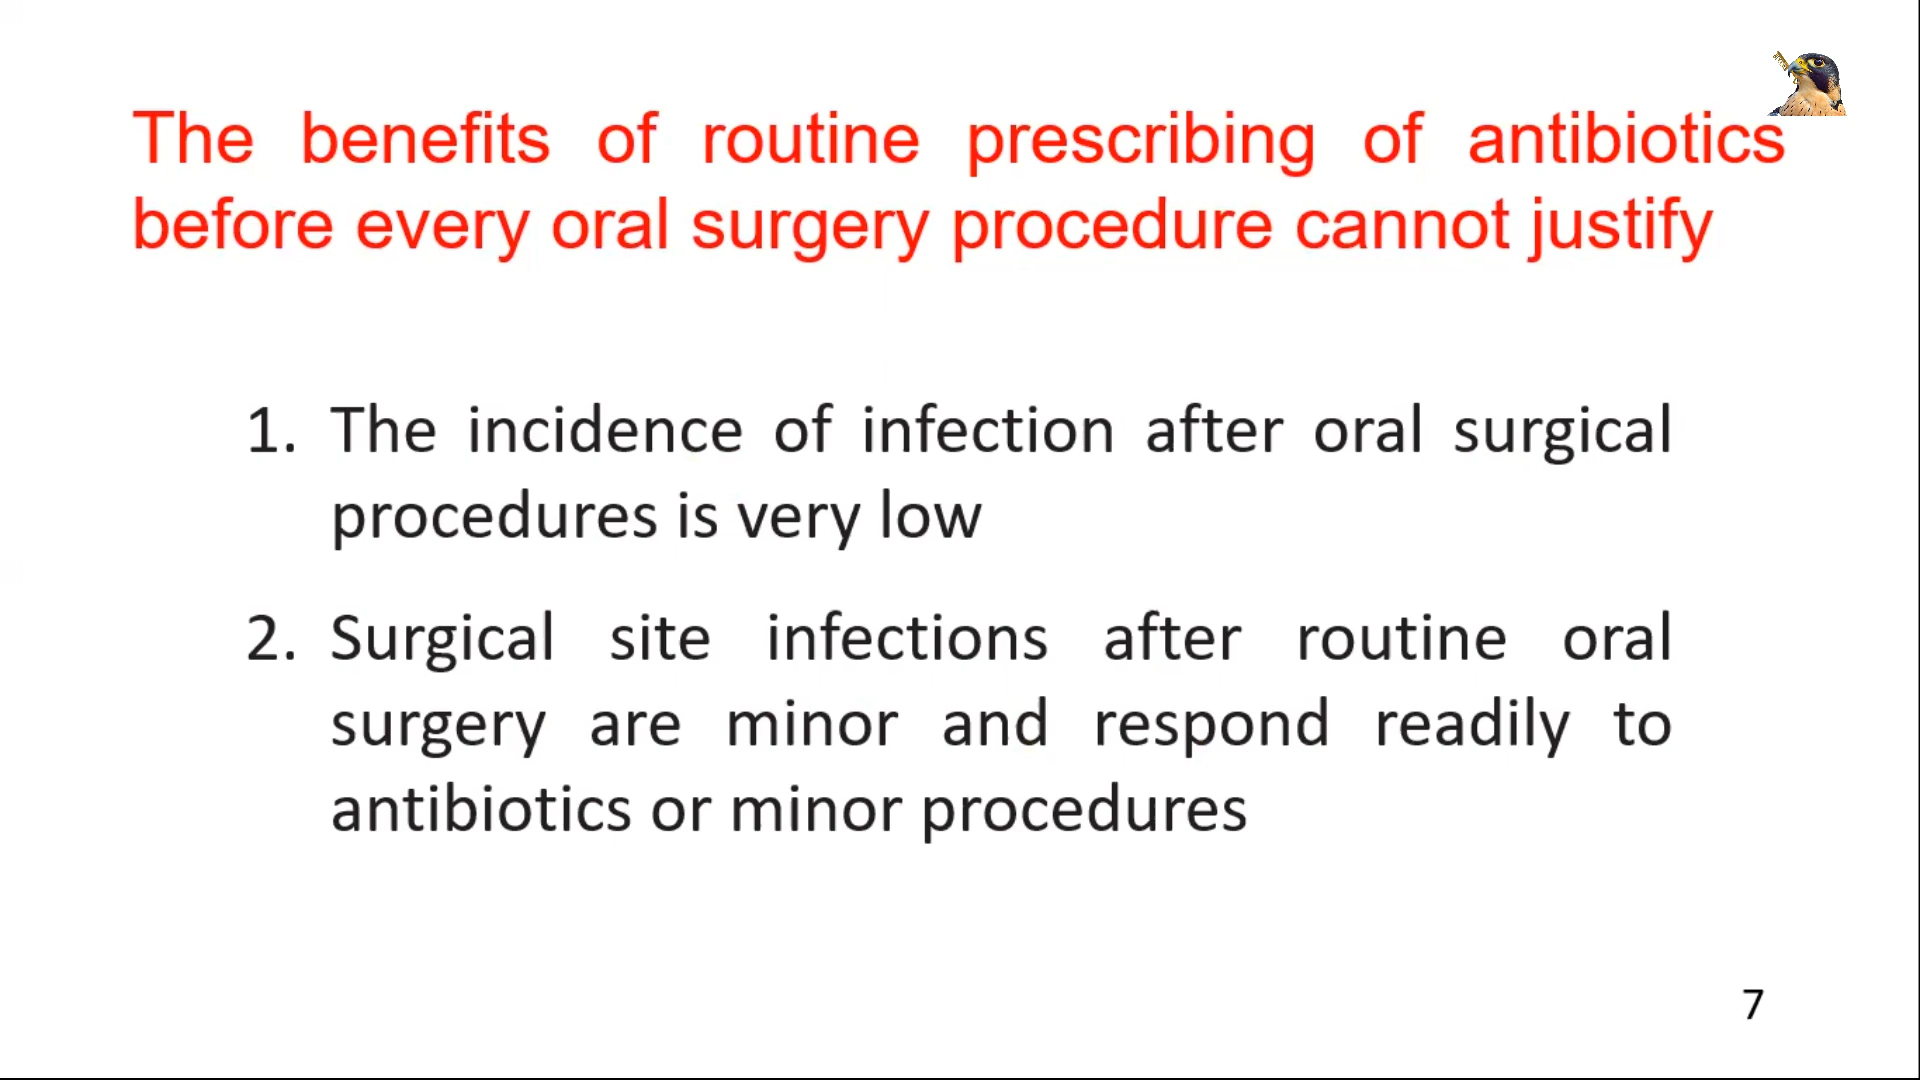 The benefits of routine prescribing of antibiotics
before every oral surgery procedure cannot justify
1. The incidence of infection after oral surgical
procedures is very low
2. Surgical site infections after routine oral
surgery are minor and respond readily to
antibiotics or minor procedures
7